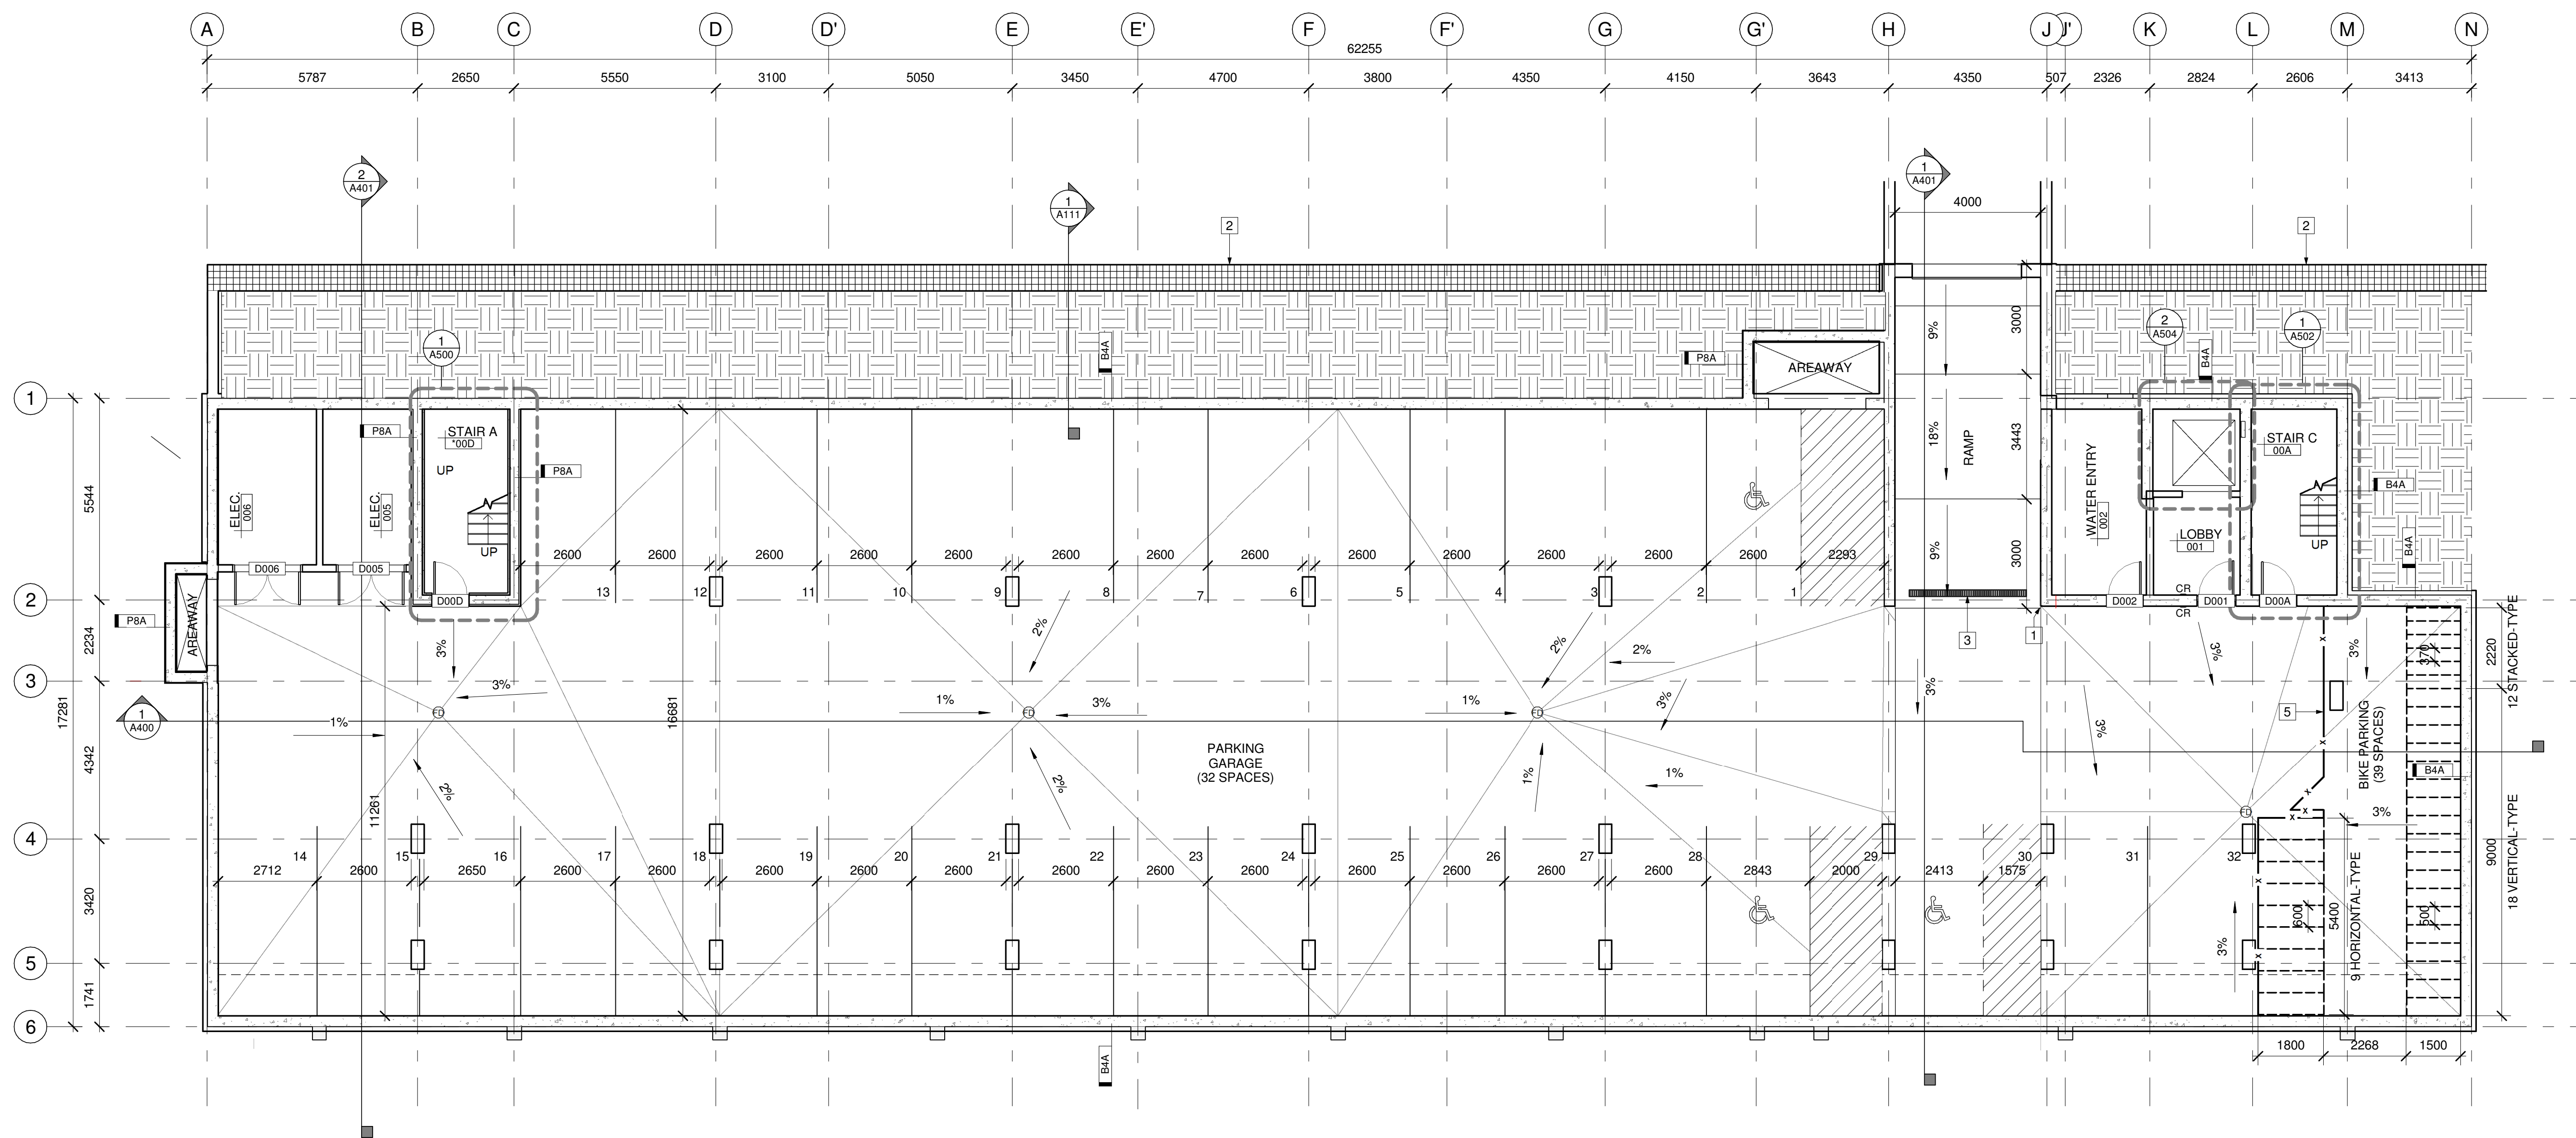 A B C D D' E E' F F' G G' H J J' K L M N
62255
5787 2650 5550 3100 5050 3450 4700 3800 4350 4150 3643 4350 507 2326 2824 2606 3413
2
A401
1
A111
1
A401
4000
2
2
1
A500
B4A
P8A
AREAWAY
9%
3000
2
A504
B4A
1
A502
1
P8A
STAIR A
*00D
UP
P8A
UP
ELEC.
006
ELEC.
005
18%
RAMP
3443
WATER ENTRY
002
LOBBY
001
STAIR C
00A
UP
B4A
B4A
5544
2600 2600 2600 2600 2600 2600 2600 2600 2600 2600 2600 2600 2600 2293
9%
3000
D006 D005
D00D
13 12 11 10 9 8 7 6 5 4 3 2 1
CR
D002 D001 D00A
CR
2
P8A
AREAWAY
2234
3%
2%
2%
2%
3
1
3%
3%
370
2220
12 STACKED-TYPE
3
3%
3%
3%
1
A400
1%
FD
16681
1%
FD
3%
1%
FD
3%
5
17281
4342
1%
PARKING
GARAGE
(32 SPACES)
BIKE PARKING
(39 SPACES)
B4A
11261
2%
2%
1%
FD
3%
4
14 15 16 17 18 19 20 21 22 23 24 25 26 27 28 29 30 31 32
2712 2600 2650 2600 2600 2600 2600 2600 2600 2600 2600 2600 2600 2600 2600 2843 2000 2413 1575
3420
600
5400
9 HORIZONTAL-TYPE
500
9000
18 VERTICAL-TYPE
3%
5
1741
6
B4A
1800 2268 1500